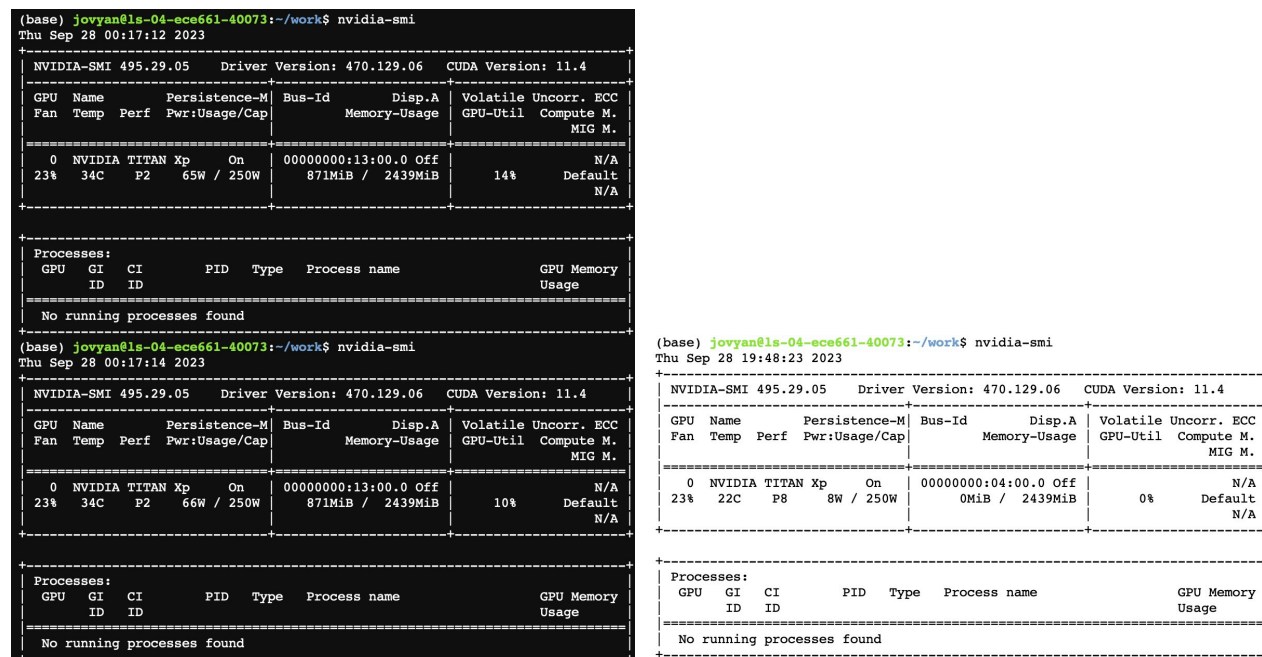 (base) jovyan@ls-04-ece661-40073:~/work$ nvidia-smi
Thu Sep 28 00:17:12 2023
+-----------------------------------------------------------------------------+
| NVIDIA-SMI 495.29.05    Driver Version: 470.129.06   CUDA Version: 11.4     |
|-------------------------------+----------------------+----------------------+
| GPU  Name        Persistence-M| Bus-Id        Disp.A | Volatile Uncorr. ECC |
| Fan  Temp  Perf  Pwr:Usage/Cap|         Memory-Usage | GPU-Util  Compute M. |
|                               |                      |               MIG M. |
|===============================+======================+======================|
|   0  NVIDIA TITAN Xp     On   | 00000000:13:00.0 Off |                  N/A |
| 23%   34C    P2    65W / 250W |    871MiB /  2439MiB |     14%      Default |
|                               |                      |                  N/A |
+-------------------------------+----------------------+----------------------+
+-----------------------------------------------------------------------------+
| Processes:                                                                  |
|  GPU   GI   CI        PID   Type   Process name                  GPU Memory |
|        ID   ID                                                   Usage      |
|=============================================================================|
|  No running processes found                                                 |
+-----------------------------------------------------------------------------+
(base) jovyan@ls-04-ece661-40073:~/work$ nvidia-smi
Thu Sep 28 00:17:14 2023
+-----------------------------------------------------------------------------+
| NVIDIA-SMI 495.29.05    Driver Version: 470.129.06   CUDA Version: 11.4     |
|-------------------------------+----------------------+----------------------+
| GPU  Name        Persistence-M| Bus-Id        Disp.A | Volatile Uncorr. ECC |
| Fan  Temp  Perf  Pwr:Usage/Cap|         Memory-Usage | GPU-Util  Compute M. |
|                               |                      |               MIG M. |
|===============================+======================+======================|
|   0  NVIDIA TITAN Xp     On   | 00000000:13:00.0 Off |                  N/A |
| 23%   34C    P2    66W / 250W |    871MiB /  2439MiB |     10%      Default |
|                               |                      |                  N/A |
+-------------------------------+----------------------+----------------------+
+-----------------------------------------------------------------------------+
| Processes:                                                                  |
|  GPU   GI   CI        PID   Type   Process name                  GPU Memory |
|        ID   ID                                                   Usage      |
|=============================================================================|
|  No running processes found                                                 |
(base) jovyan@ls-04-ece661-40073:~/work$ nvidia-smi
Thu Sep 28 19:48:23 2023
+----------------------------------------------------------------------------
| NVIDIA-SMI 495.29.05    Driver Version: 470.129.06   CUDA Version: 11.4
|-------------------------------+----------------------+---------------------
| GPU  Name        Persistence-M| Bus-Id        Disp.A | Volatile Uncorr. ECC
| Fan  Temp  Perf  Pwr:Usage/Cap|         Memory-Usage | GPU-Util  Compute M.
|                               |                      |               MIG M.
|===============================+======================+=====================
|   0  NVIDIA TITAN Xp     On   | 00000000:04:00.0 Off |                  N/A
| 23%   22C    P8     8W / 250W |      0MiB /  2439MiB |      0%      Default
|                               |                      |                  N/A
+-------------------------------+----------------------+---------------------
+----------------------------------------------------------------------------
| Processes:
|  GPU   GI   CI        PID   Type   Process name                  GPU Memory
|        ID   ID                                                   Usage
|============================================================================
|  No running processes found
+----------------------------------------------------------------------------